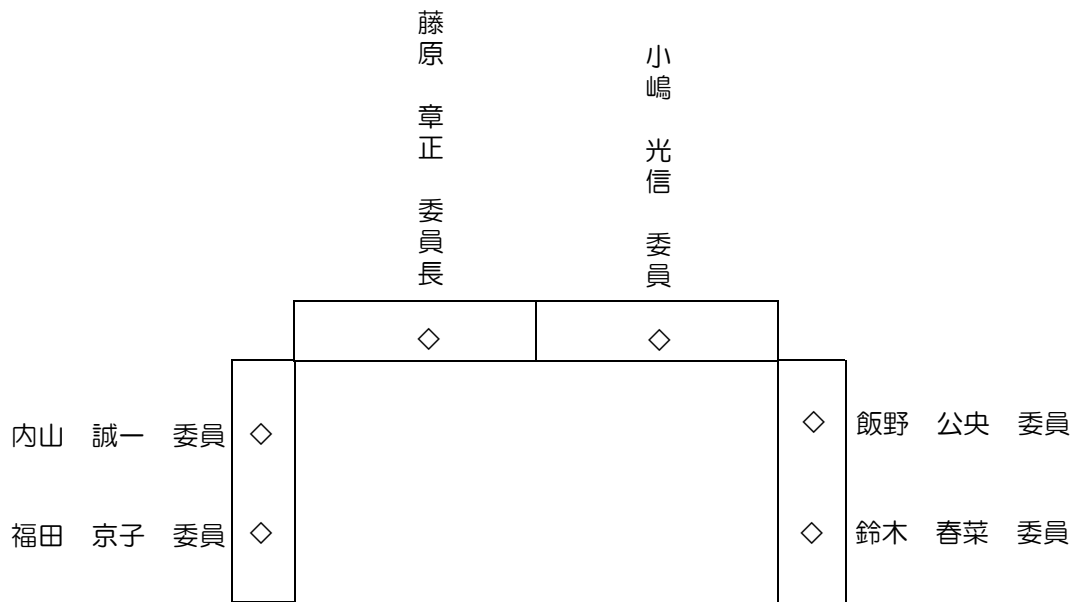 藤原　章正　委員長
小嶋　光信　委員
◇
◇
内山　誠一　委員
◇
◇
飯野　公央　委員
福田　京子　委員
◇
◇
鈴木　春菜　委員